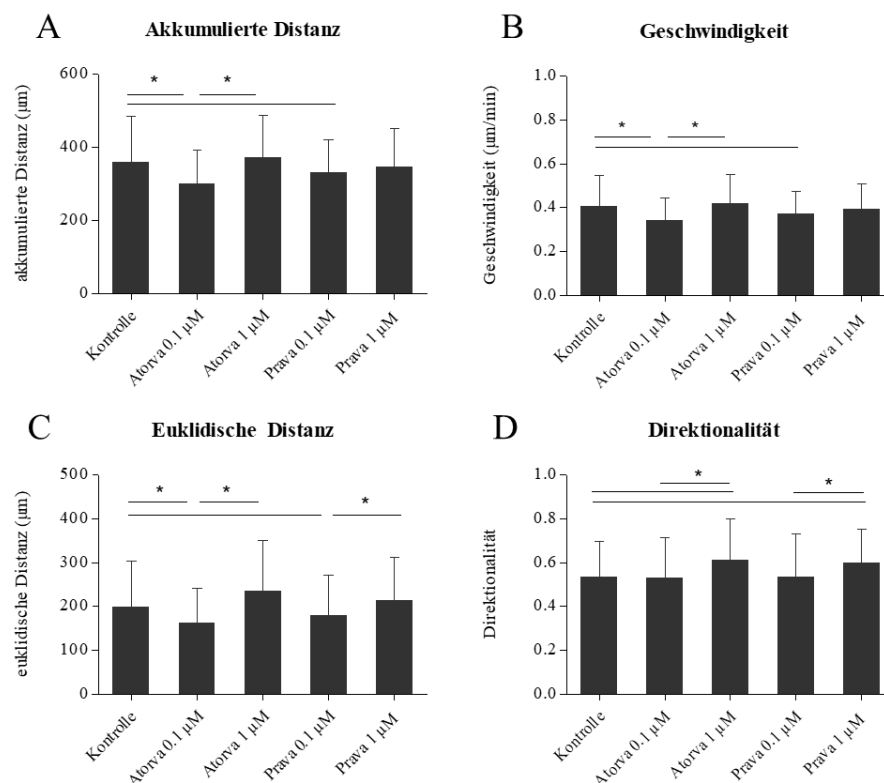 A
Akkumulierte Distanz
akkumulierte Distanz (µm)
600
400
200
0
* *
Kontrolle
Atorva 0.1 µM
Atorva 1 µM
Prava 0.1 µM
Prava 1 µM
B
Geschwindigkeit
Geschwindigkeit (µm/min)
1.0
0.8
0.6
0.4
0.2
0.0
* *
Kontrolle
Atorva 0.1 µM
Atorva 1 µM
Prava 0.1 µM
Prava 1 µM
C
Euklidische Distanz
euklidische Distanz (µm)
500
400
300
200
100
0
* * *
Kontrolle
Atorva 0.1 µM
Atorva 1 µM
Prava 0.1 µM
Prava 1 µM
D
Direktionalität
Direktionalität
1.0
0.8
0.6
0.4
0.2
0.0
* *
Kontrolle
Atorva 0.1 µM
Atorva 1 µM
Prava 0.1 µM
Prava 1 µM